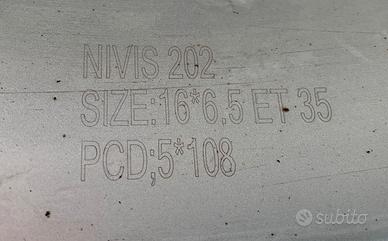 NIVIS 202
SIZE:16*6,5 ET 35
PCD;5*108
subito